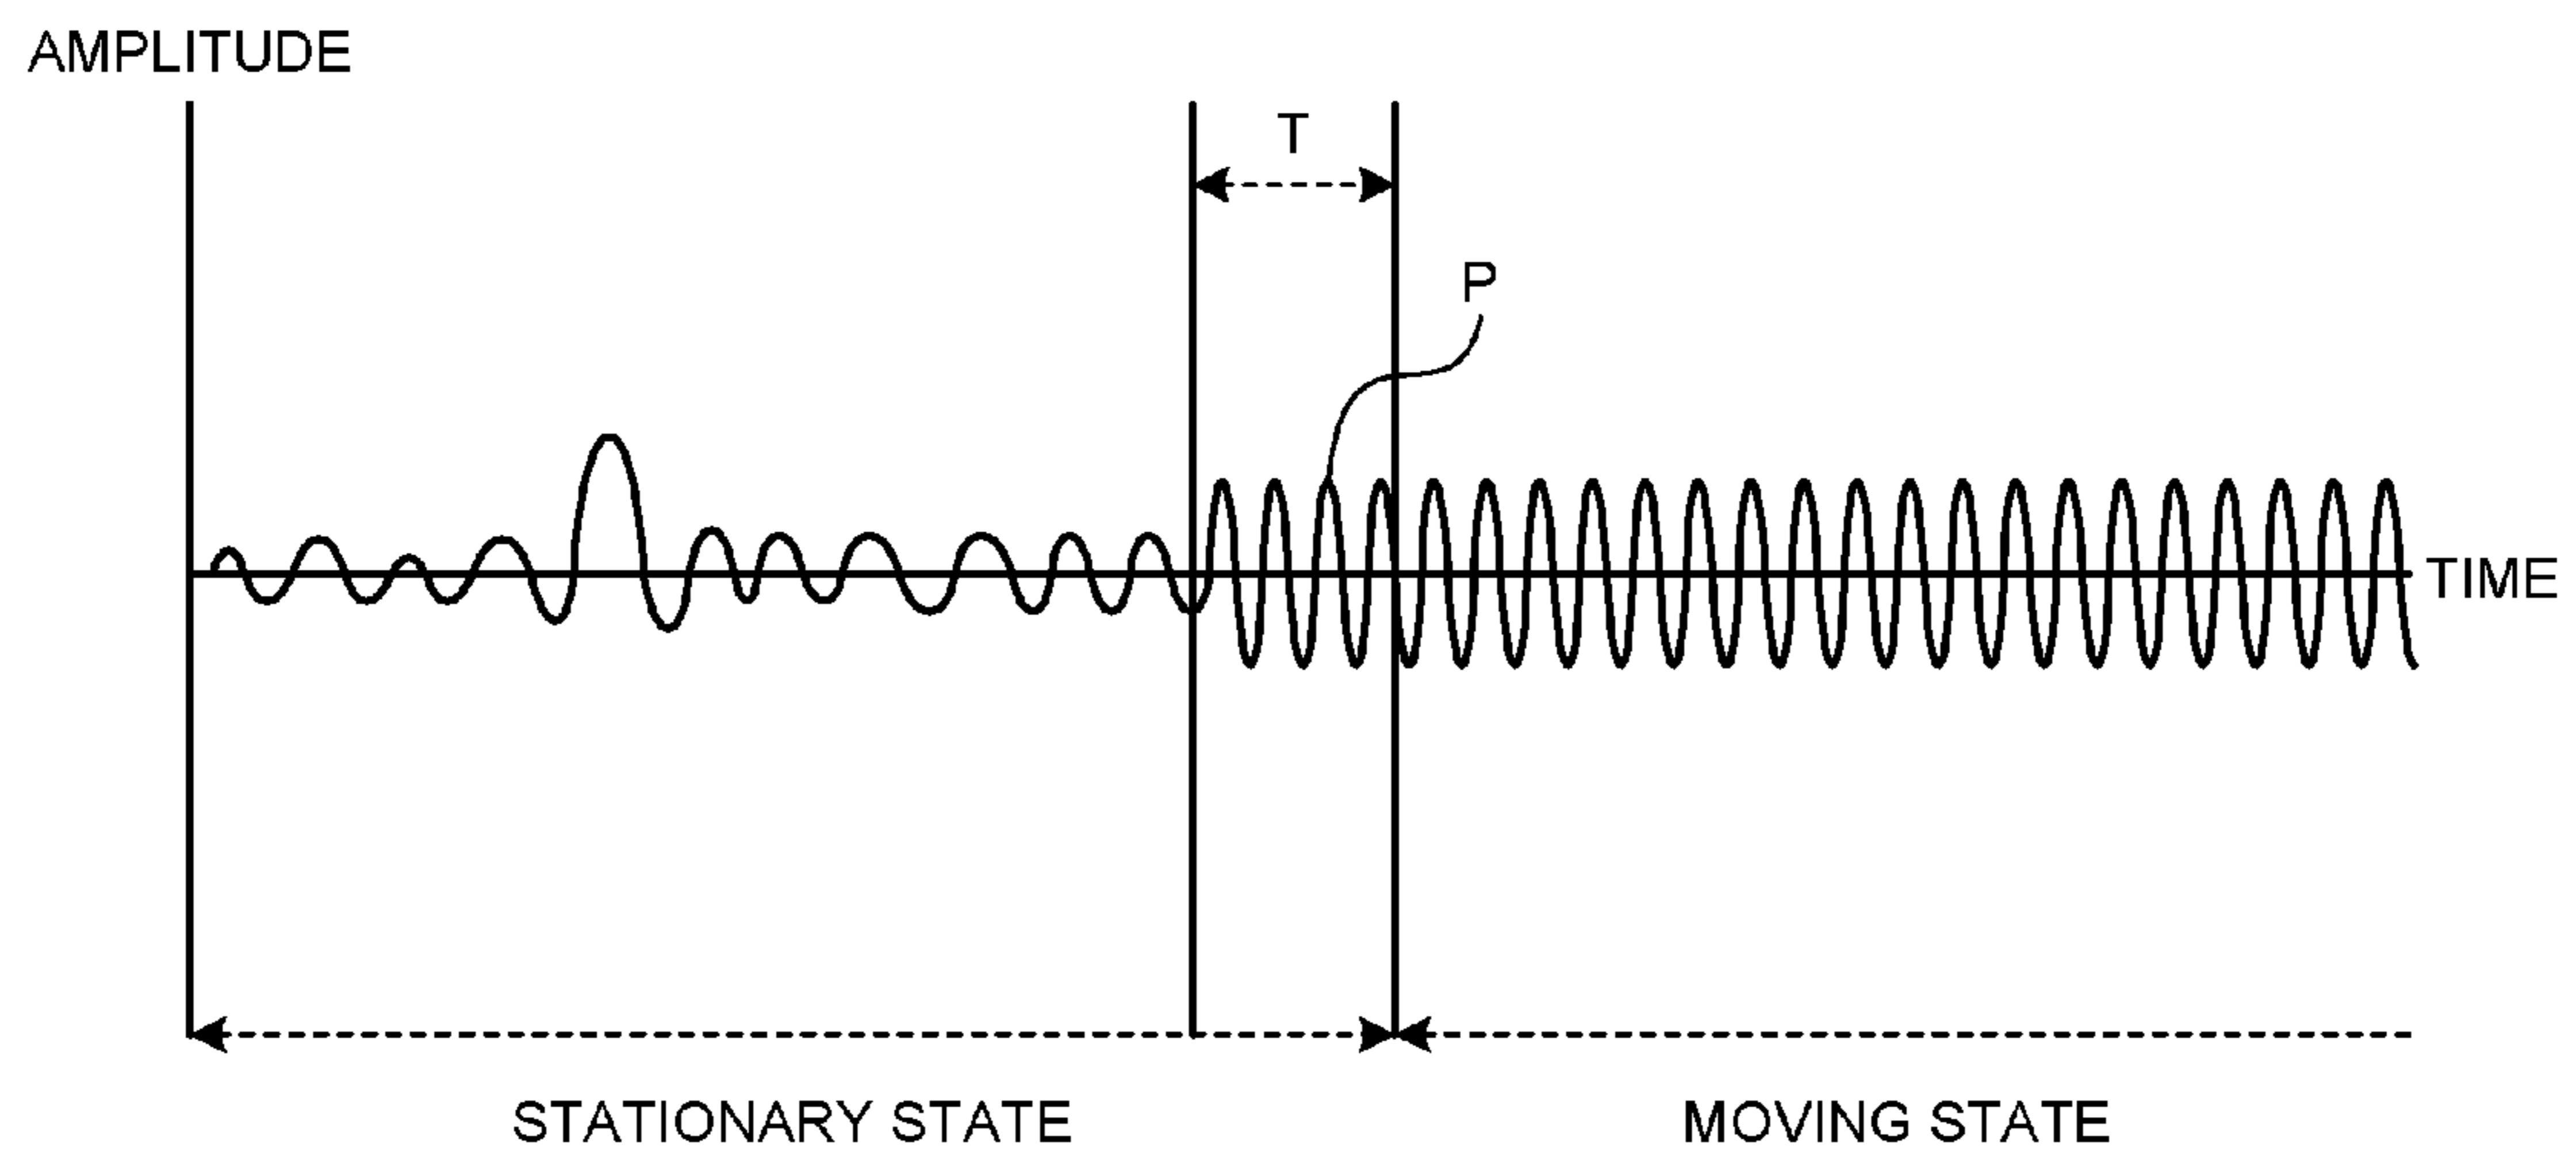 AMPLITUDE
T
P
TIME
STATIONARY STATE
MOVING STATE